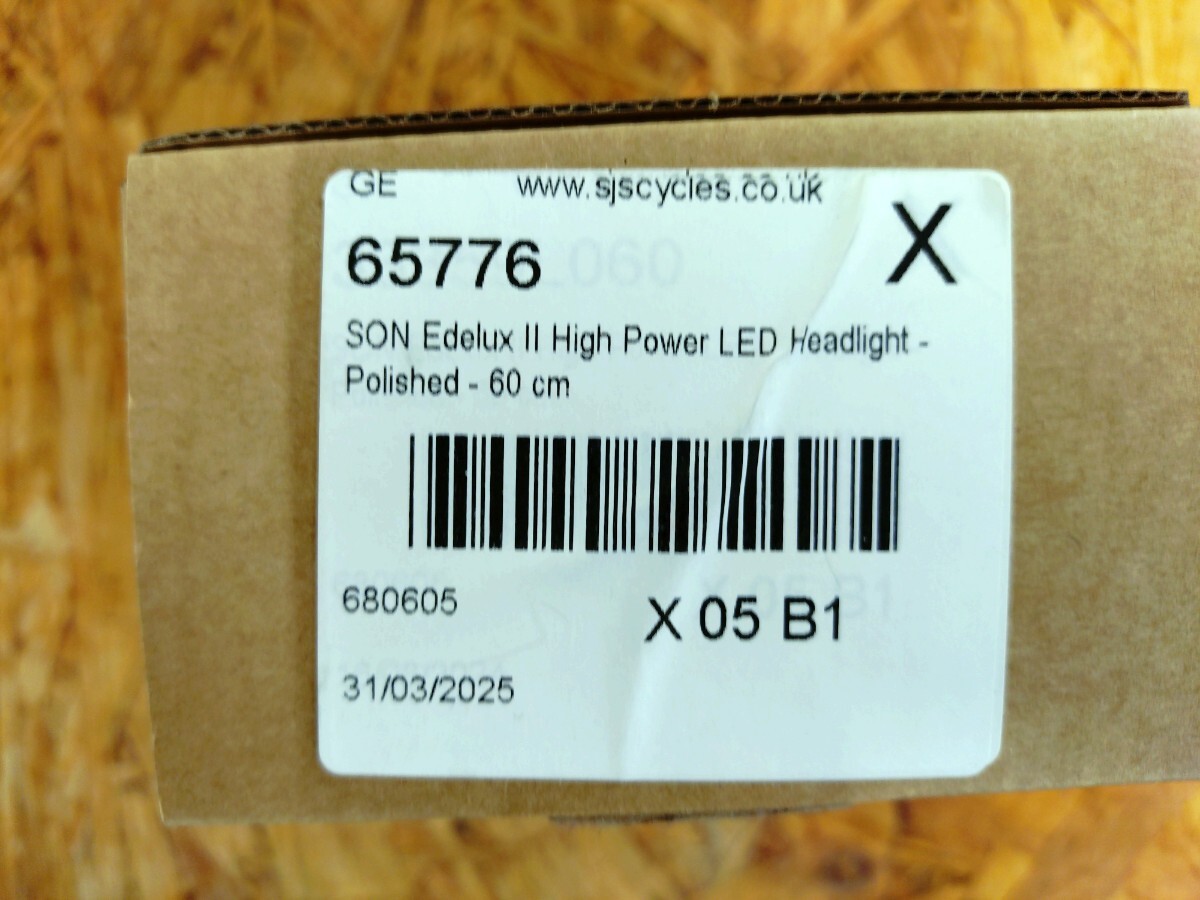 GE www.sjscycles.co.uk
X
65776
SON Edelux II High Power LED Headlight -
Polished - 60 cm
680605
X 05 B1
31/03/2025